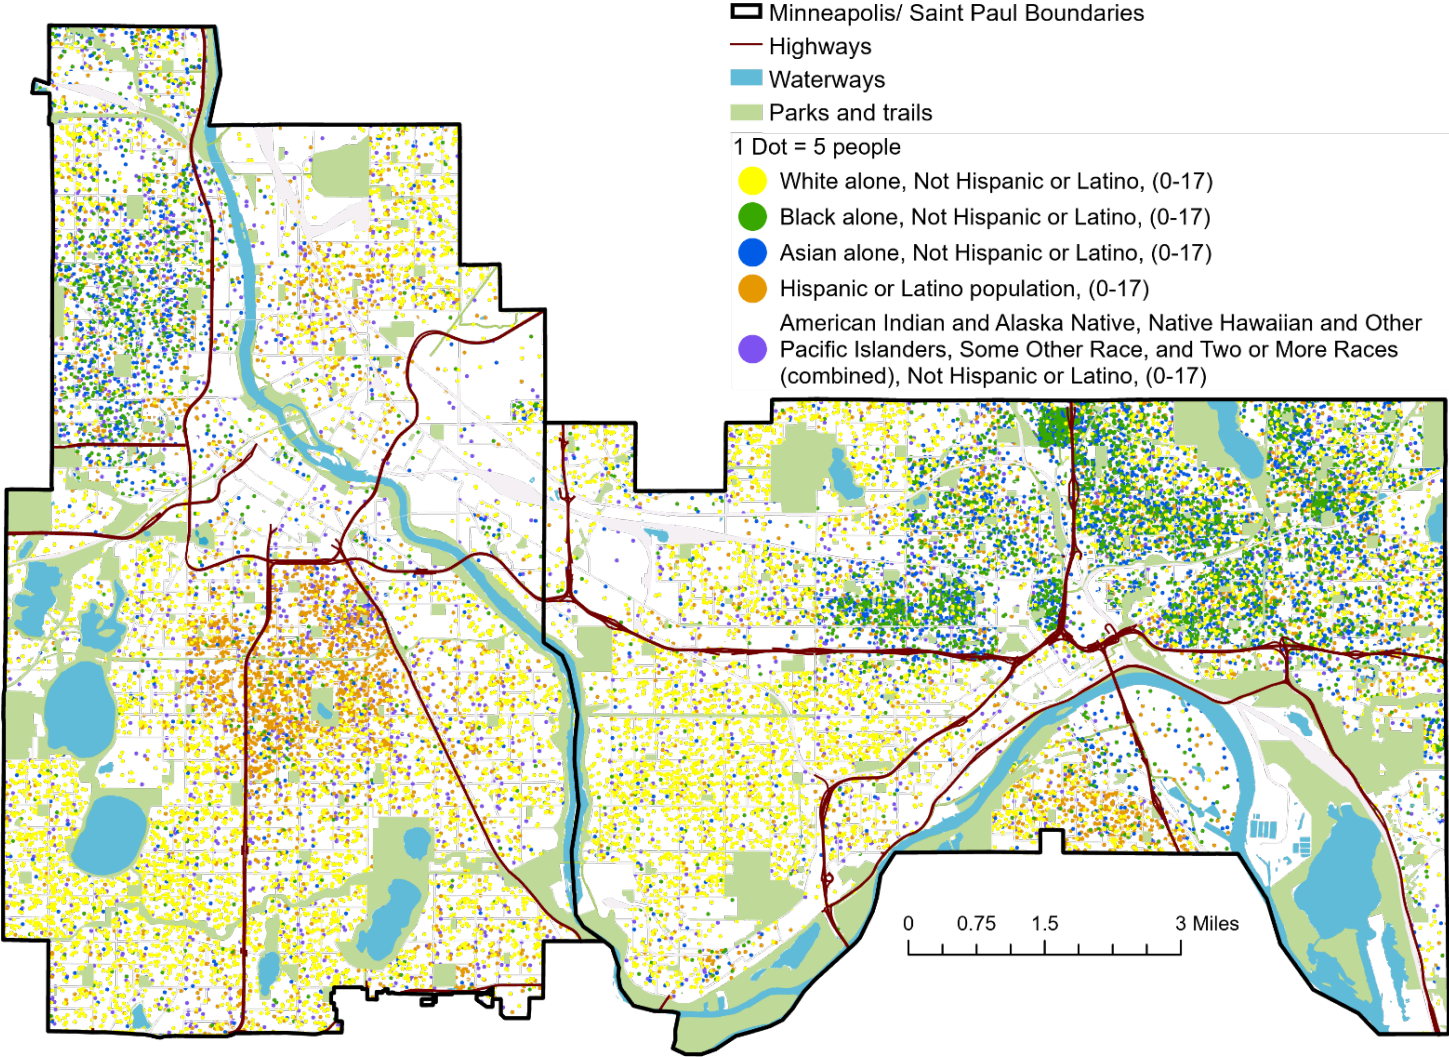 Minneapolis/ Saint Paul Boundaries
Highways
Waterways
Parks and trails
1 Dot = 5 people
White alone, Not Hispanic or Latino, (0-17)
Black alone, Not Hispanic or Latino, (0-17)
Asian alone, Not Hispanic or Latino, (0-17)
Hispanic or Latino population, (0-17)
American Indian and Alaska Native, Native Hawaiian and Other
Pacific Islanders, Some Other Race, and Two or More Races
(combined), Not Hispanic or Latino, (0-17)
0 0.75 1.5 3 Miles